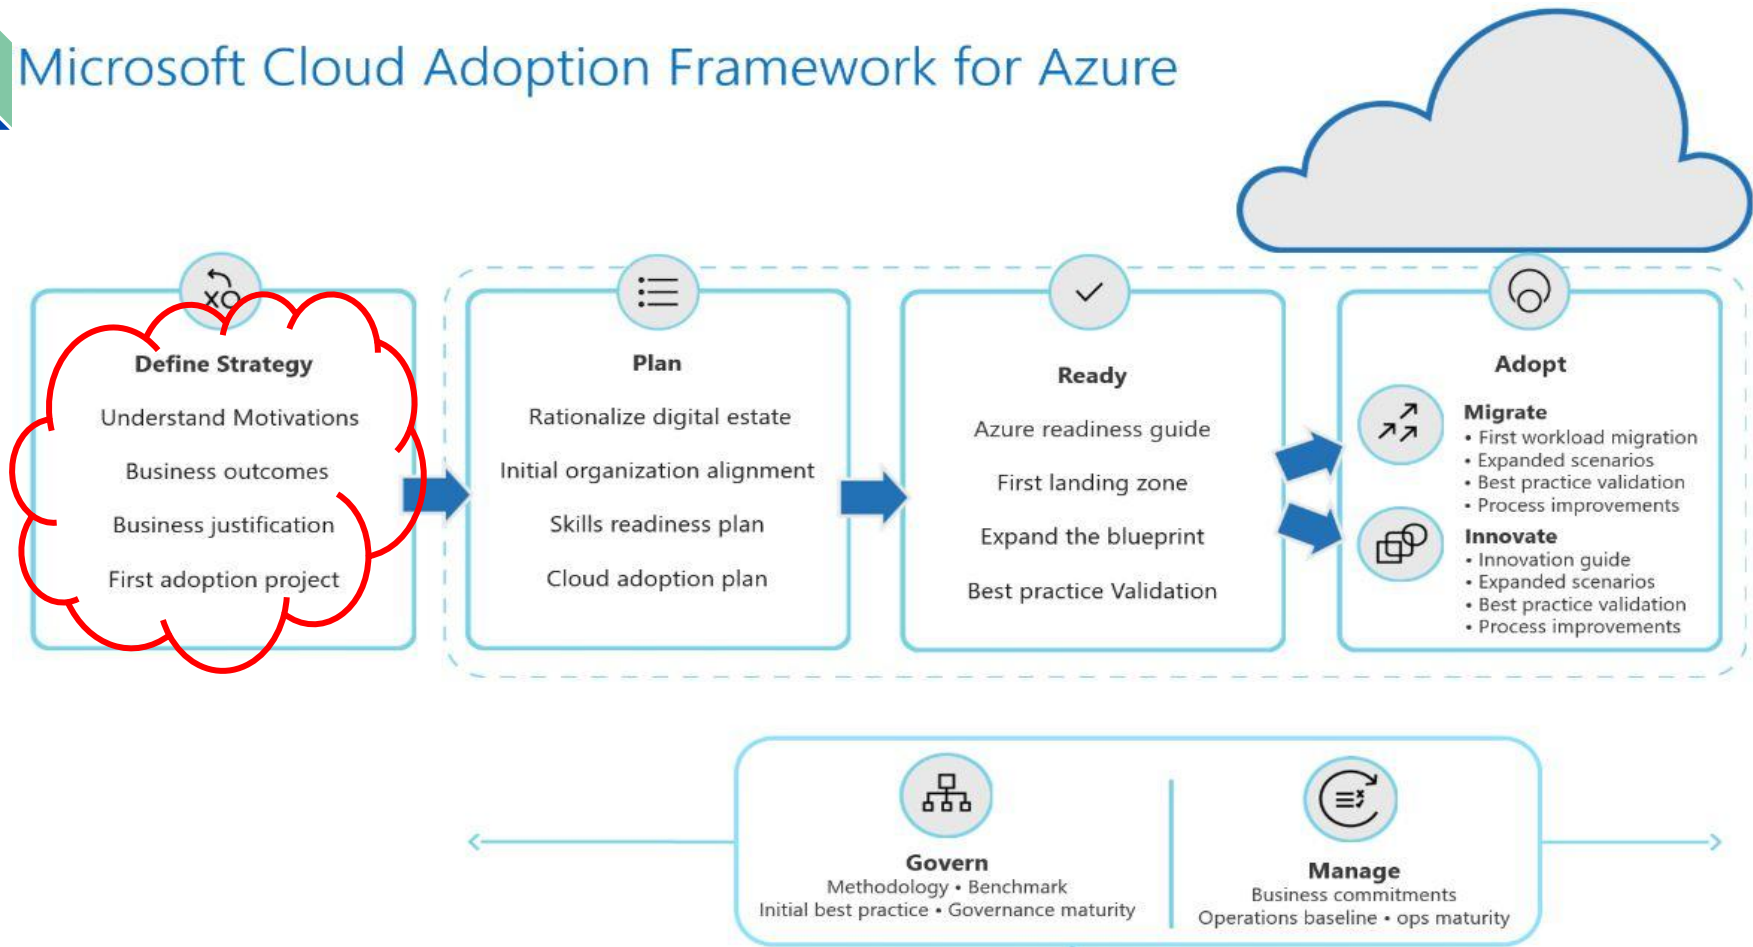 Microsoft Cloud Adoption Framework for Azure
Define Strategy
Understand Motivations
Business outcomes
Business justification
First adoption project
Plan
Rationalize digital estate
Initial organization alignment
Skills readiness plan
Cloud adoption plan
Ready
Azure readiness guide
First landing zone
Expand the blueprint
Best practice Validation
Adopt
Migrate
• First workload migration
• Expanded scenarios
• Best practice validation
• Process improvements
Innovate
• Innovation guide
• Expanded scenarios
• Best practice validation
• Process improvements
Govern
Methodology • Benchmark
Initial best practice • Governance maturity
Manage
Business commitments
Operations baseline • ops maturity